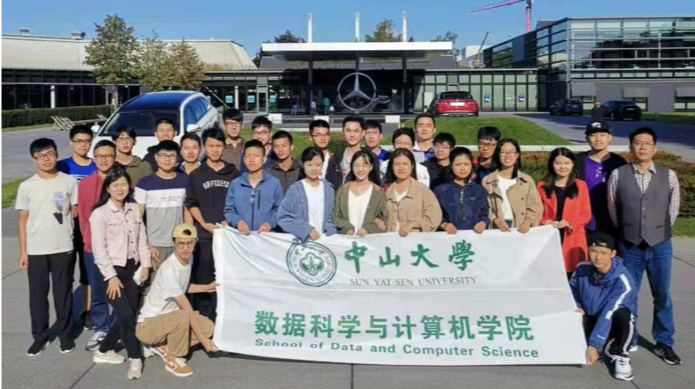 中山大學
SUN YAT SEN UNIVERSITY
数据科学与计算机学院
School of Data and Computer Science